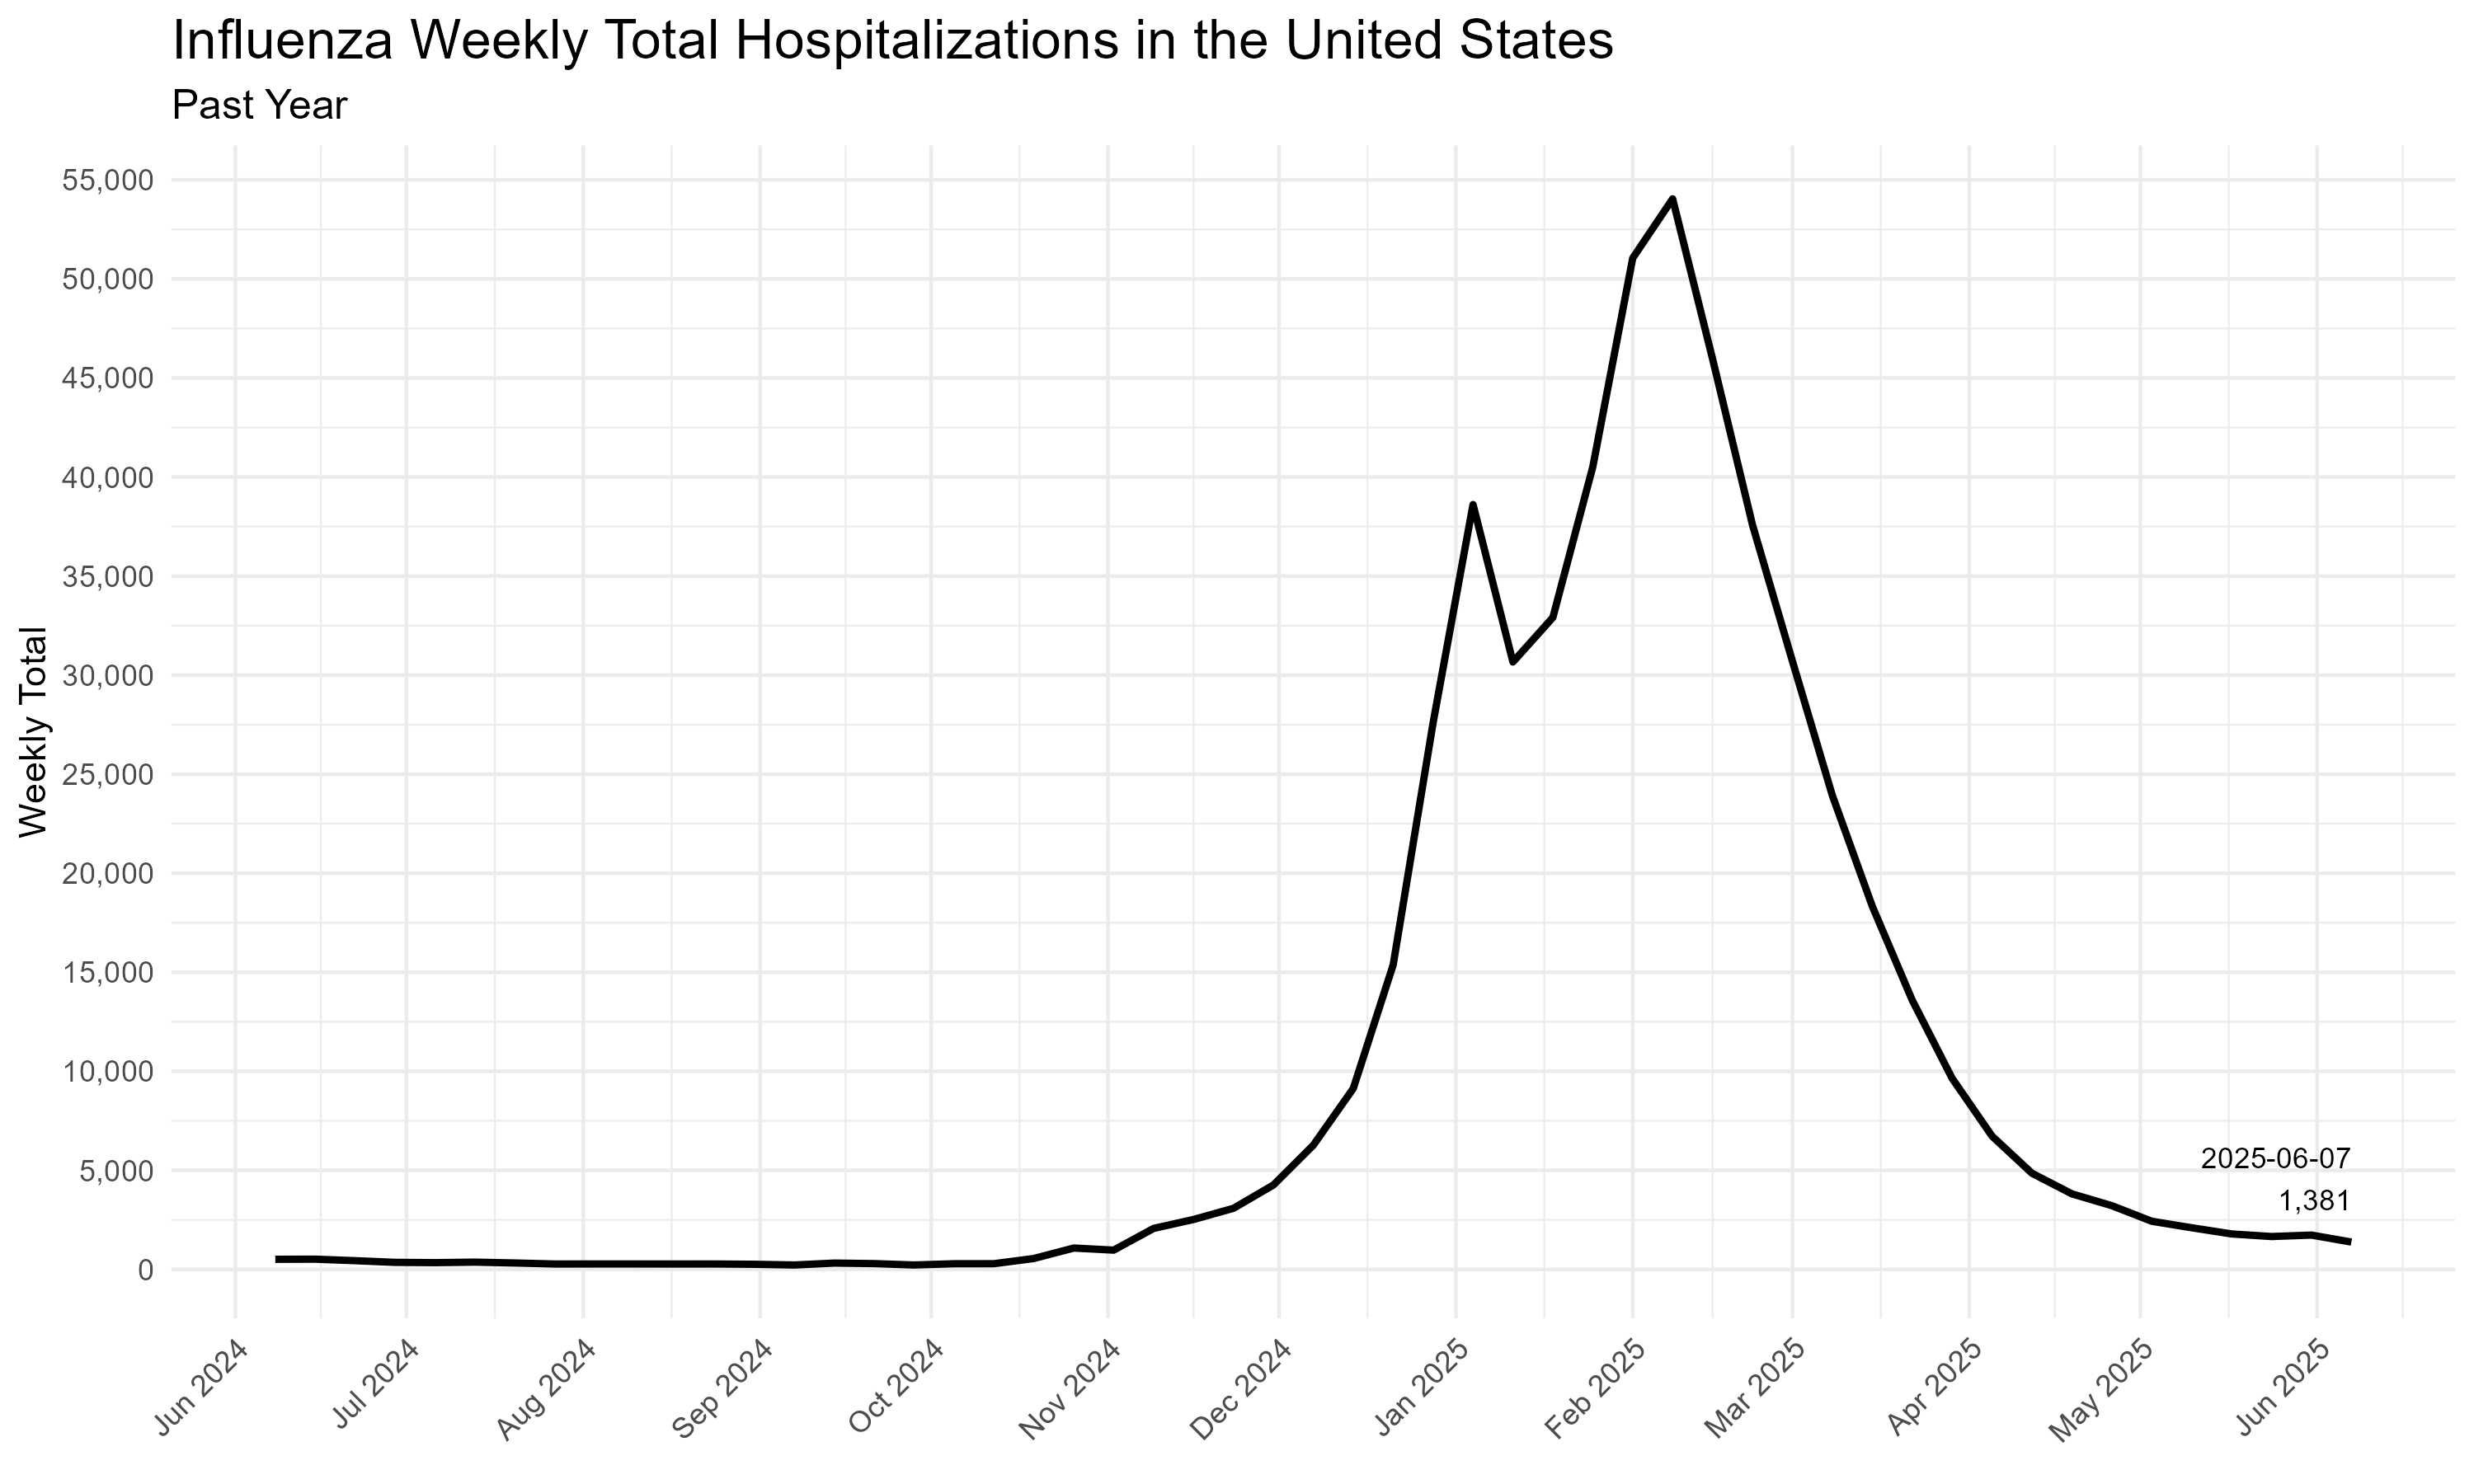 Influenza Weekly Total Hospitalizations in the United States
Past Year
Weekly Total
55,000
50,000
45,000
40,000
35,000
30,000
25,000
20,000
15,000
10,000
5,000
0
2025-06-07
1,381
Jun 2024
Jul 2024
Aug 2024
Sep 2024
Oct 2024
Nov 2024
Dec 2024
Jan 2025
Feb 2025
Mar 2025
Apr 2025
May 2025
Jun 2025